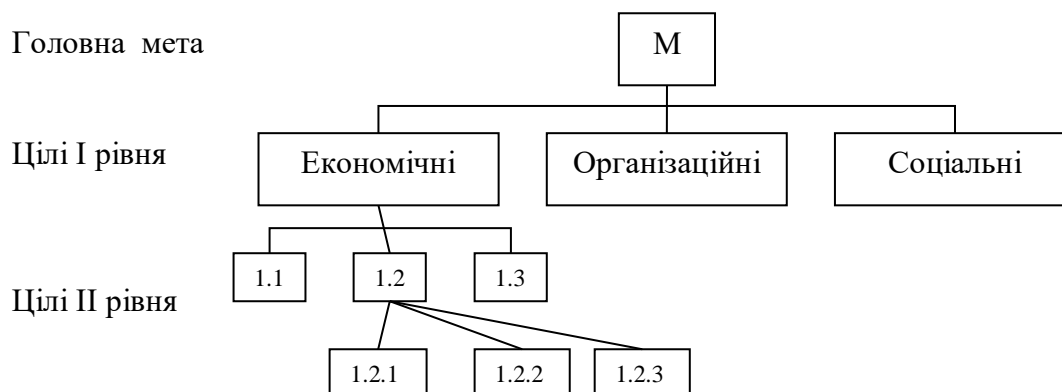 Головна мета
М
Цілі І рівня
Економічні
Організаційні
Соціальні
1.1
1.2
1.3
Цілі ІІ рівня
1.2.1
1.2.2
1.2.3